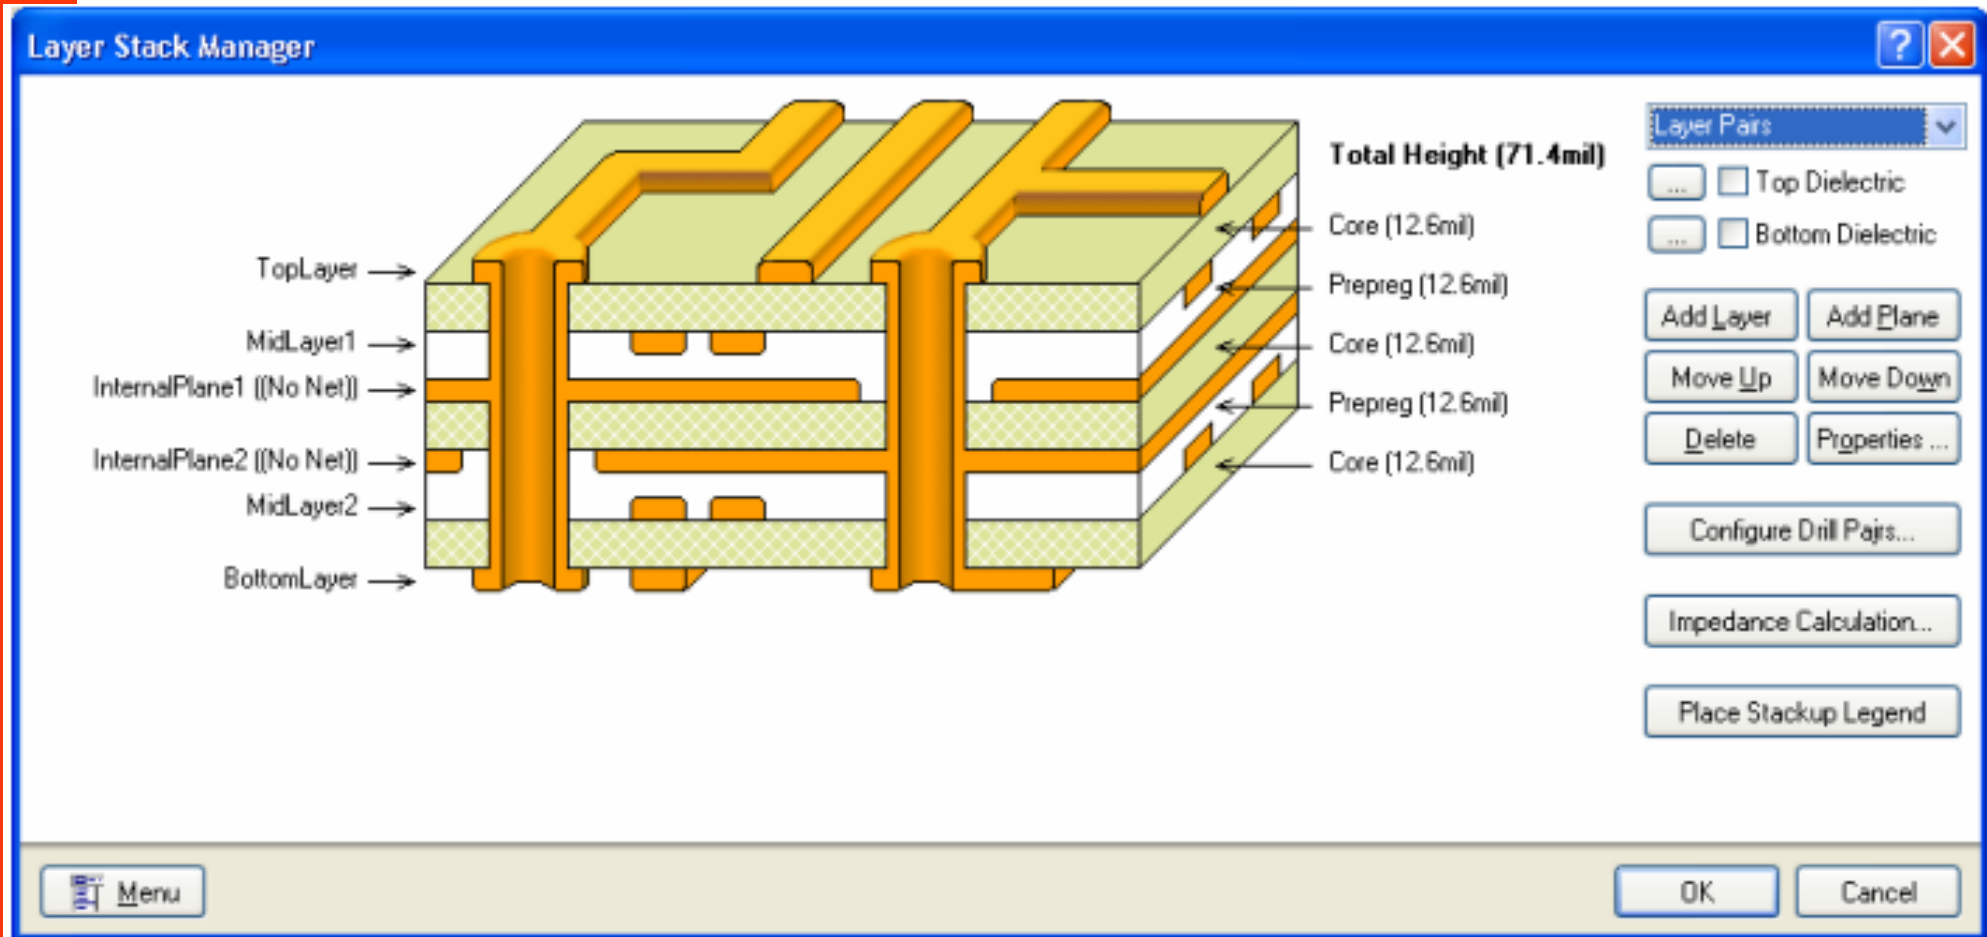 Layer Stack Manager
Layer Pairs
Total Height (71.4mil)
... Top Dielectric
... Bottom Dielectric
TopLayer
MidLayer1
InternalPlane1 ((No Net))
InternalPlane2 ((No Net))
MidLayer2
BottomLayer
Core (12.6mil)
Prepreg (12.6mil)
Core (12.6mil)
Prepreg (12.6mil)
Core (12.6mil)
Add Layer Add Plane
Move Up Move Down
Delete Properties ...
Configure Drill Pairs...
Impedance Calculation...
Place Stackup Legend
Menu OK Cancel